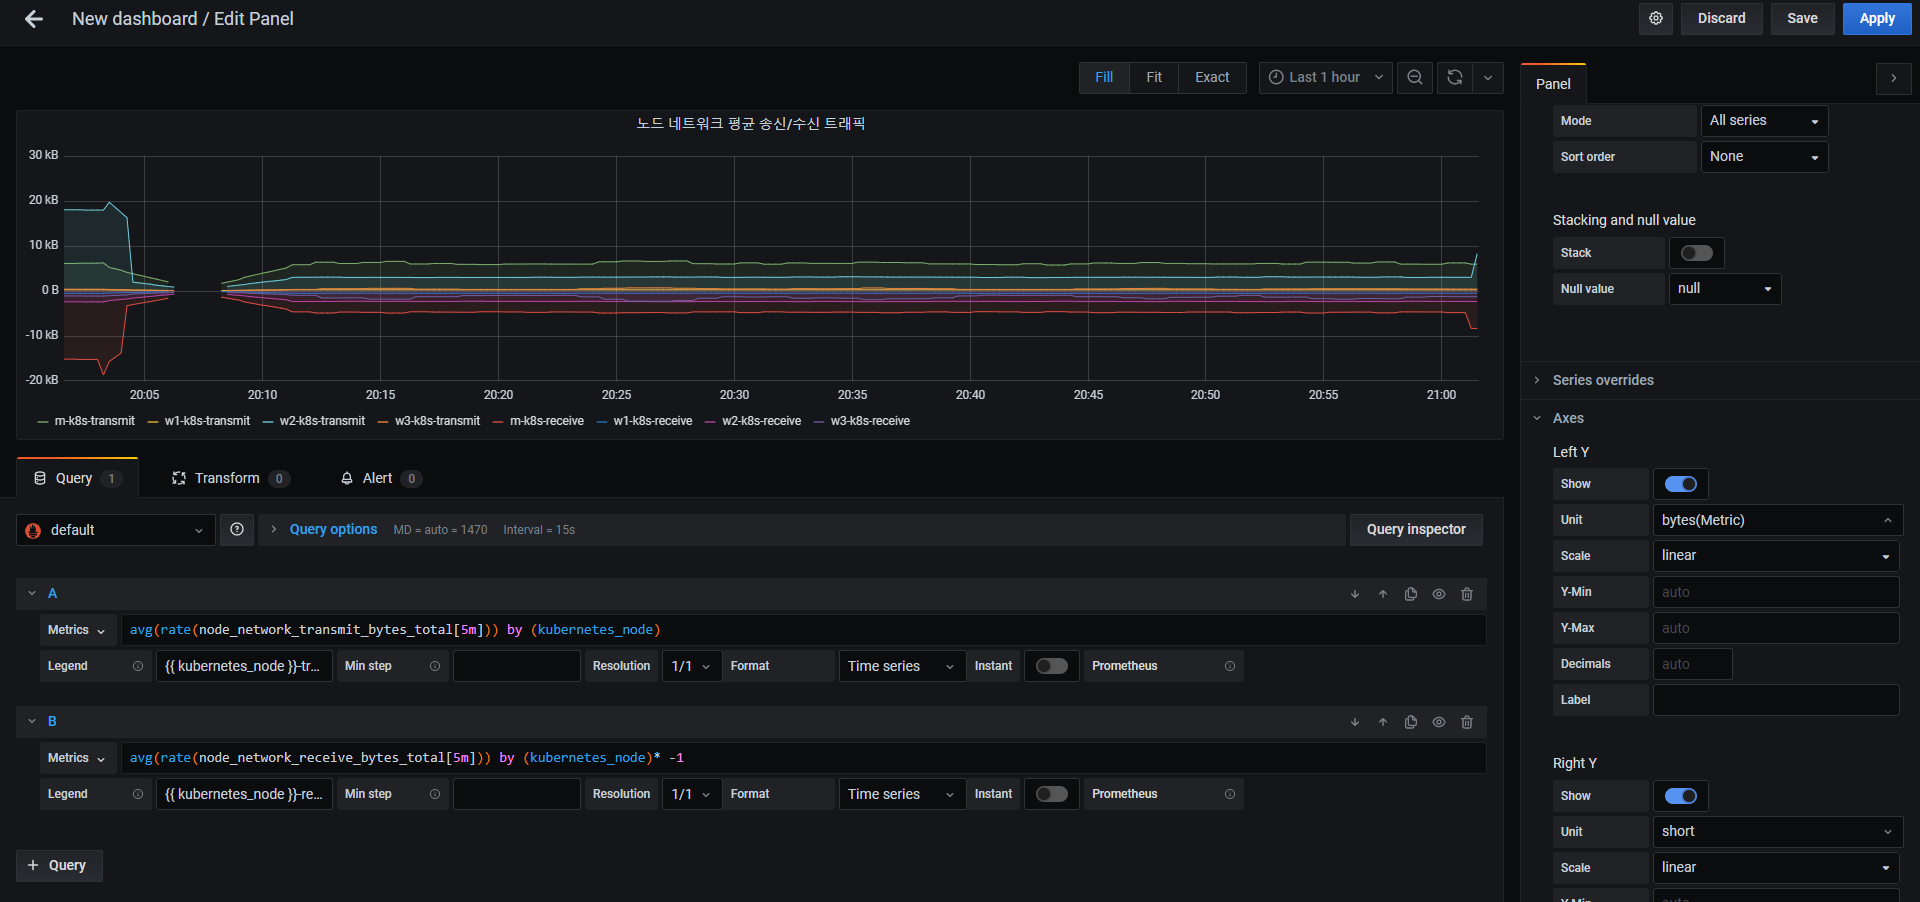 New dashboard / Edit Panel
Discard
Save
Apply
Fill
Fit
Exact
Last 1 hour
Panel
노드 네트워크 평균 송신/수신 트래픽
30 kB
20 kB
10 kB
0 B
-10 kB
-20 kB
20:05 20:10 20:15 20:20 20:25 20:30 20:35 20:40 20:45 20:50 20:55 21:00
m-k8s-transmit w1-k8s-transmit w2-k8s-transmit w3-k8s-transmit m-k8s-receive w1-k8s-receive w2-k8s-receive w3-k8s-receive
Query 1
Transform 0
Alert 0
default
Query options MD = auto = 1470 Interval = 15s
Query inspector
A
Metrics avg(rate(node_network_transmit_bytes_total[5m])) by (kubernetes_node)
Legend {{ kubernetes_node }}-tr... Min step Resolution 1/1 Format Time series Instant Prometheus
B
Metrics avg(rate(node_network_receive_bytes_total[5m])) by (kubernetes_node)* -1
Legend {{ kubernetes_node }}-re... Min step Resolution 1/1 Format Time series Instant Prometheus
+ Query
Mode All series
Sort order None
Stacking and null value
Stack
Null value null
Series overrides
Axes
Left Y
Show
Unit bytes(Metric)
Scale linear
Y-Min auto
Y-Max auto
Decimals auto
Label
Right Y
Show
Unit short
Scale linear
Y-Min auto